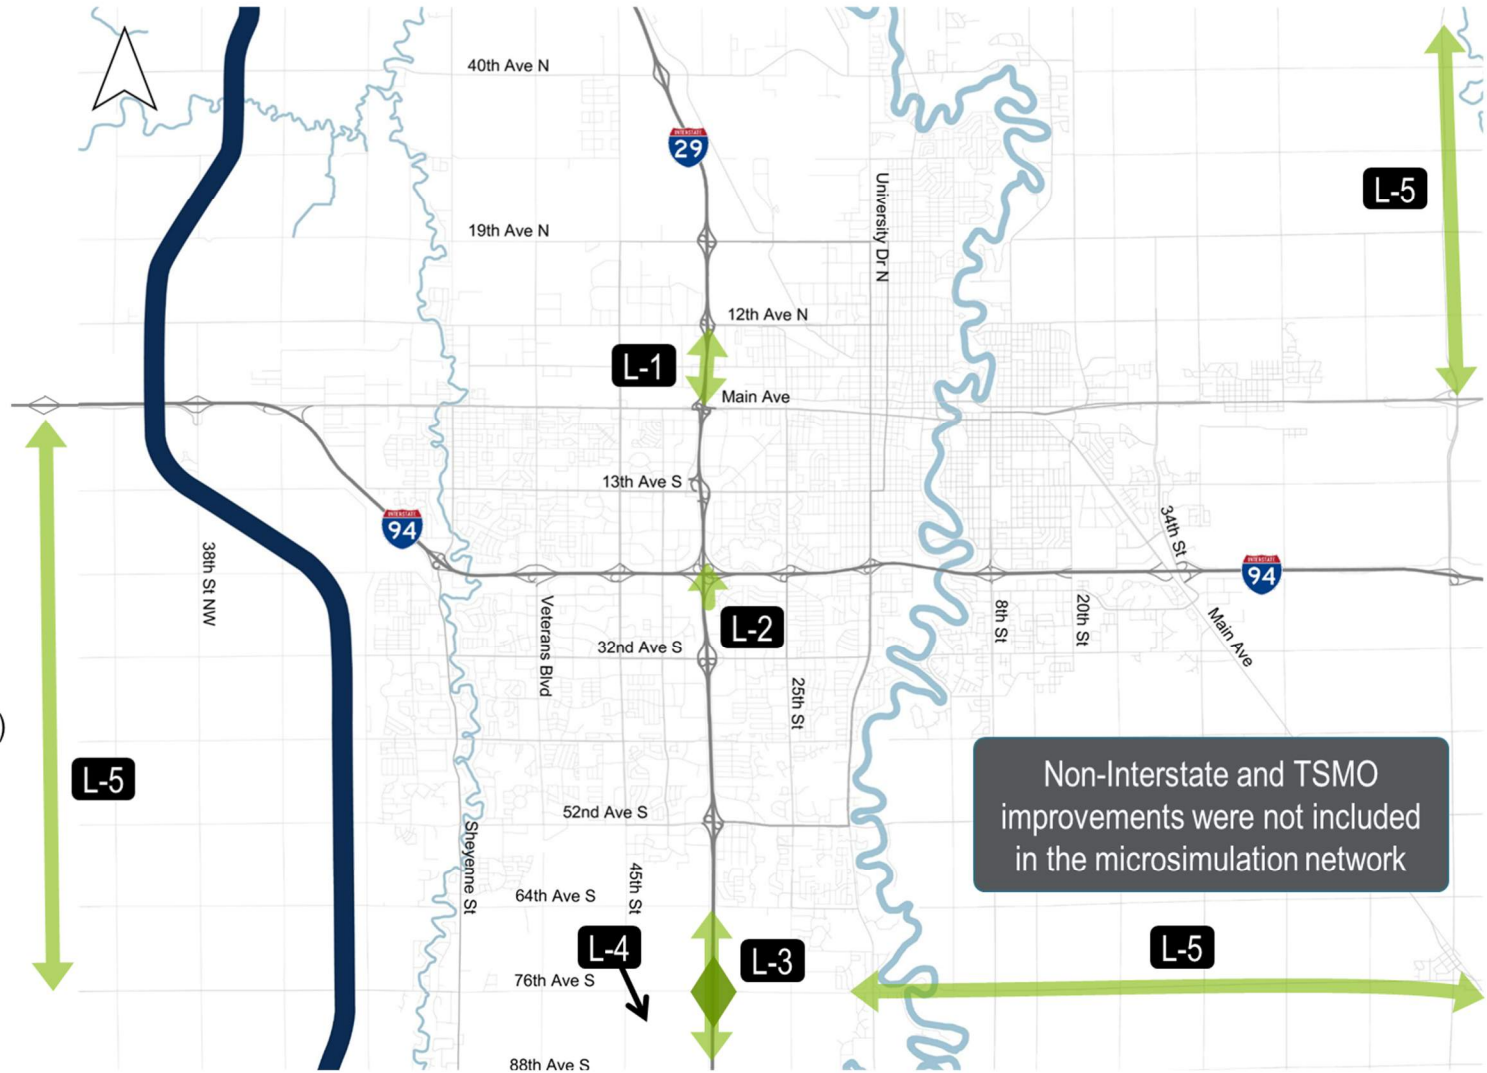 40th Ave N
INTERSTATE
29
University Dr N
L-5
19th Ave N
12th Ave N
L-1
Main Ave
13th Ave S
INTERSTATE
94
34th St
INTERSTATE
94
38th St NW
Veterans Blvd
L-2
8th St
20th St
Main Ave
32nd Ave S
25th St
)
L-5
Non-Interstate and TSMO
improvements were not included
in the microsimulation network
52nd Ave S
Sheyenne St
45th St
64th Ave S
L-4
L-3
L-5
76th Ave S
88th Ave S